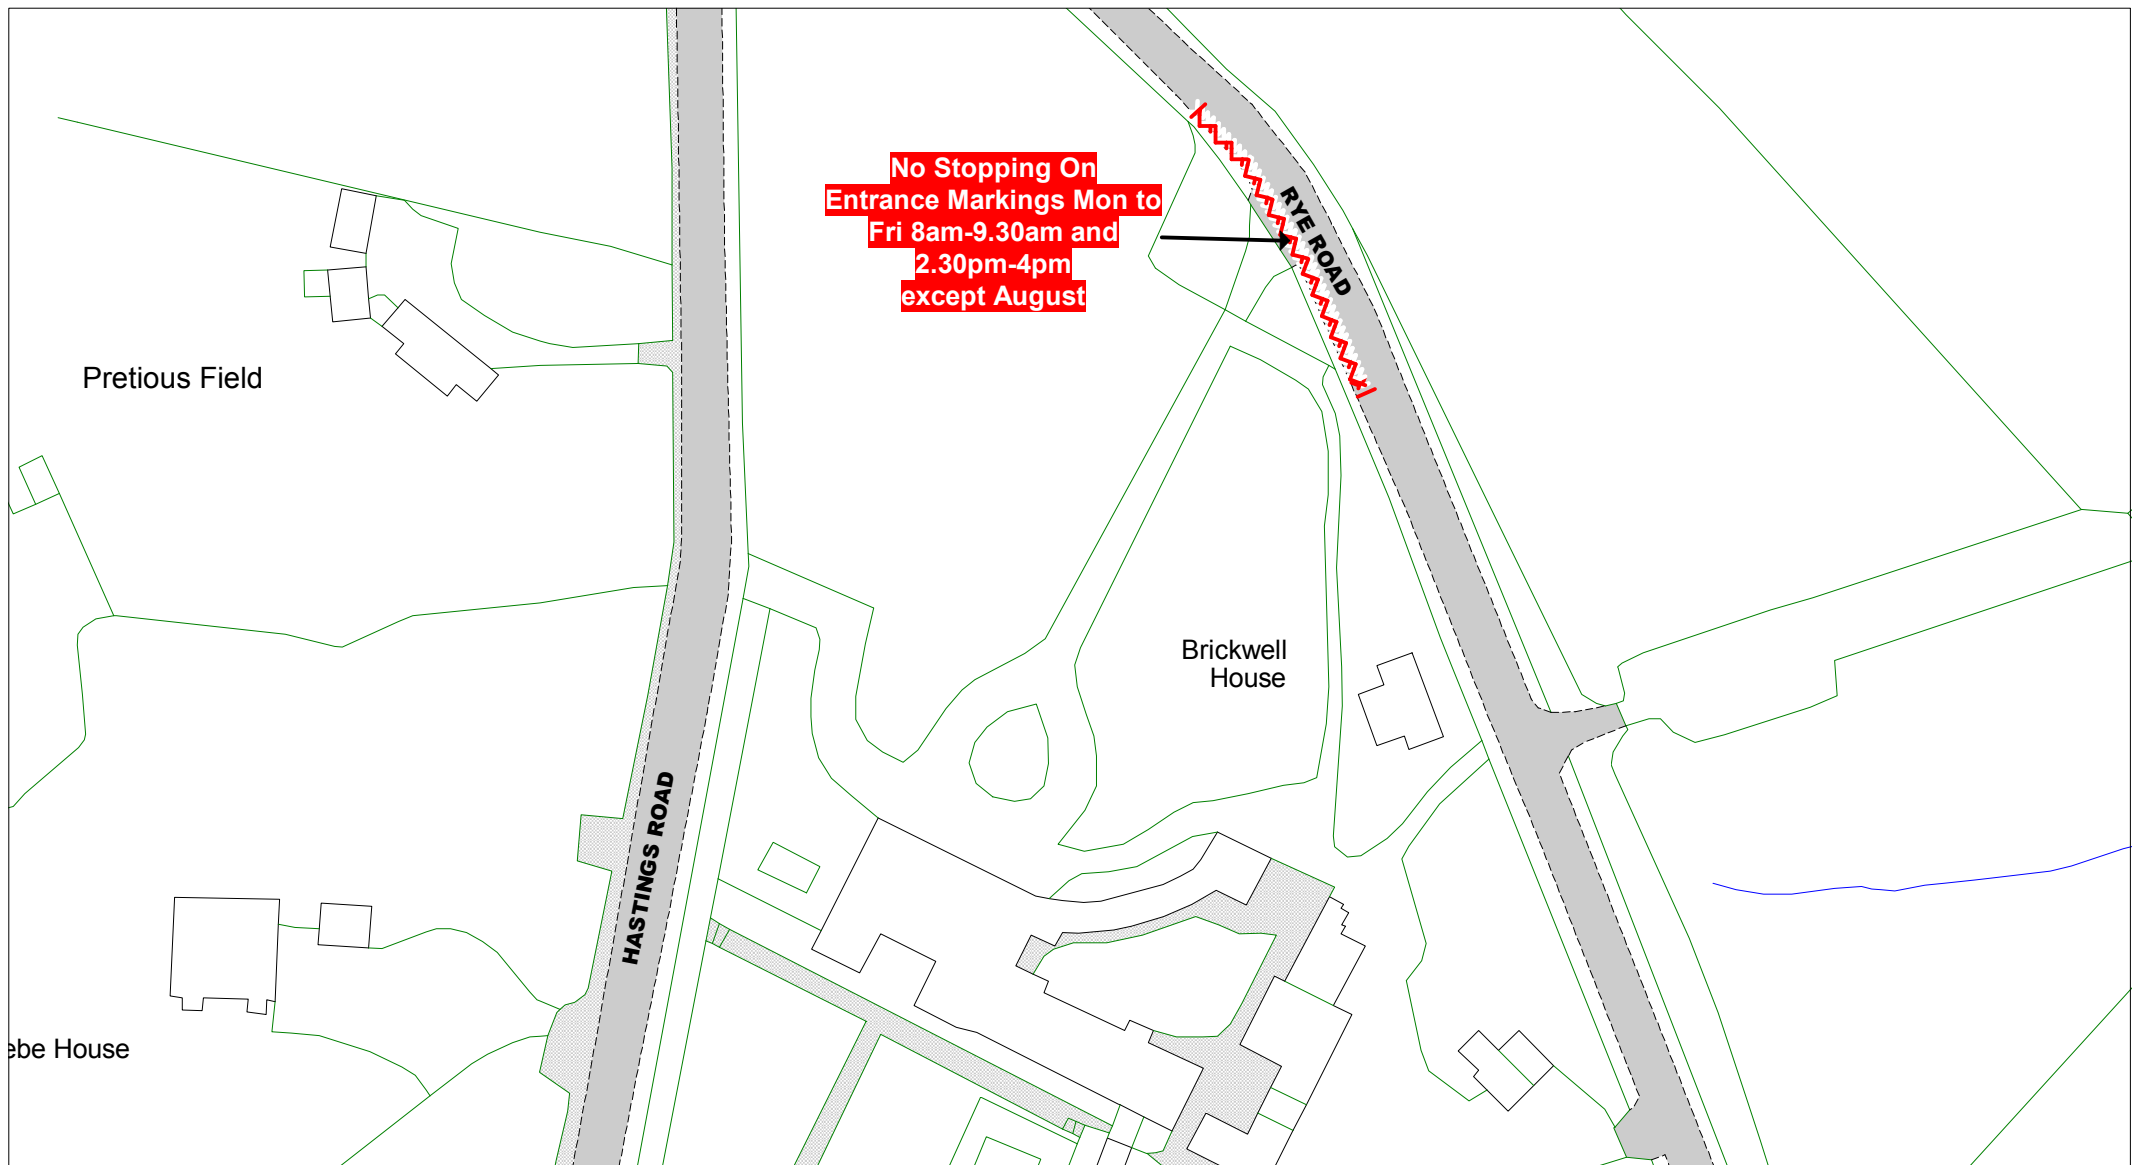 No Stopping On
Entrance Markings Mon to
Fri 8am-9.30am and
2.30pm-4pm
except August
RYE ROAD
Pretious Field
Brickwell
House
HASTINGS ROAD
ebe House